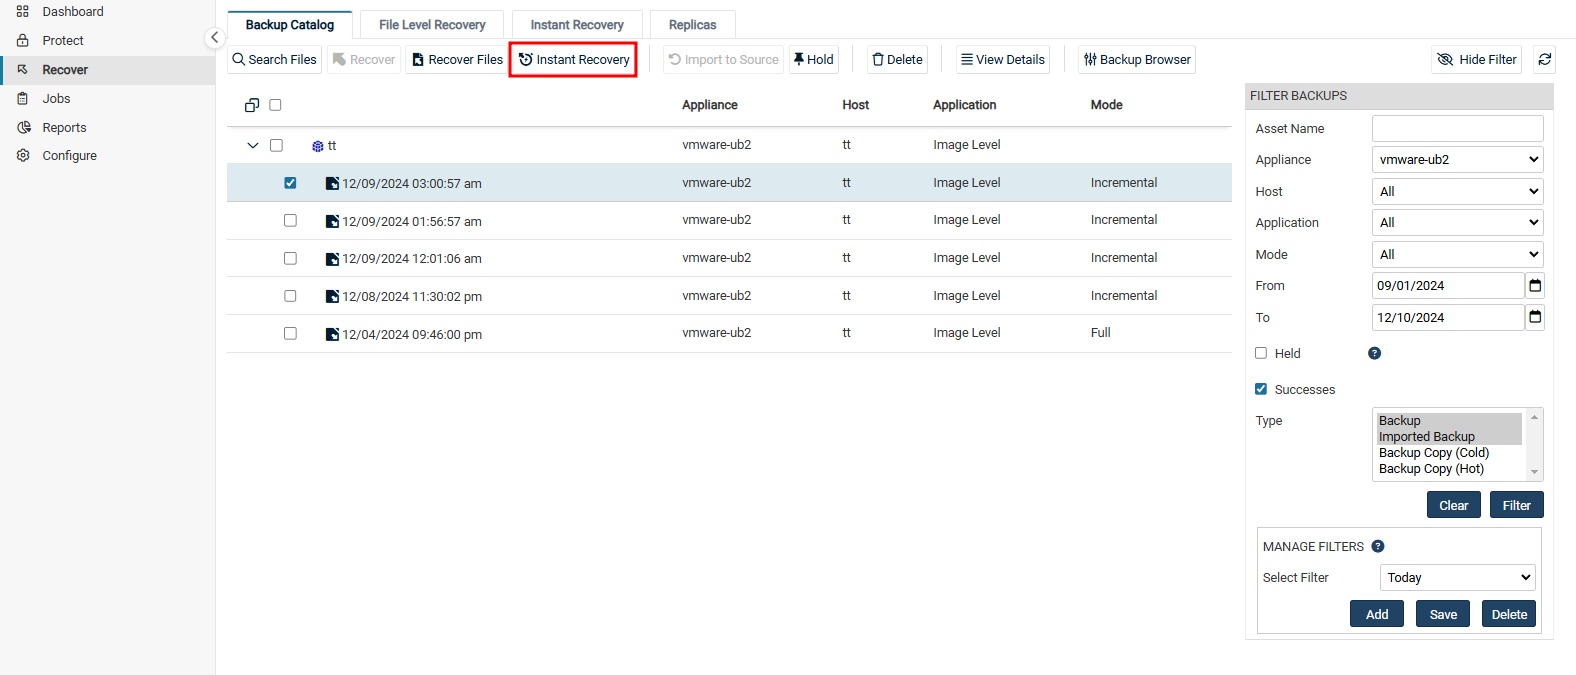 Dashboard
Protect
Recover
Jobs
Reports
Configure
Backup Catalog
File Level Recovery
Instant Recovery
Replicas
Search Files
Recover
Recover Files
Instant Recovery
Import to Source
Hold
Delete
View Details
Backup Browser
Hide Filter
Appliance Host Application Mode
tt vmware-ub2 tt Image Level
12/09/2024 03:00:57 am vmware-ub2 tt Image Level Incremental
12/09/2024 01:56:57 am vmware-ub2 tt Image Level Incremental
12/09/2024 12:01:06 am vmware-ub2 tt Image Level Incremental
12/08/2024 11:30:02 pm vmware-ub2 tt Image Level Incremental
12/04/2024 09:46:00 pm vmware-ub2 tt Image Level Full
FILTER BACKUPS
Asset Name
Appliance vmware-ub2
Host All
Application All
Mode All
From 09/01/2024
To 12/10/2024
Held ?
Successes
Type Backup
Imported Backup
Backup Copy (Cold)
Backup Copy (Hot)
Clear Filter
MANAGE FILTERS ?
Select Filter Today
Add Save Delete